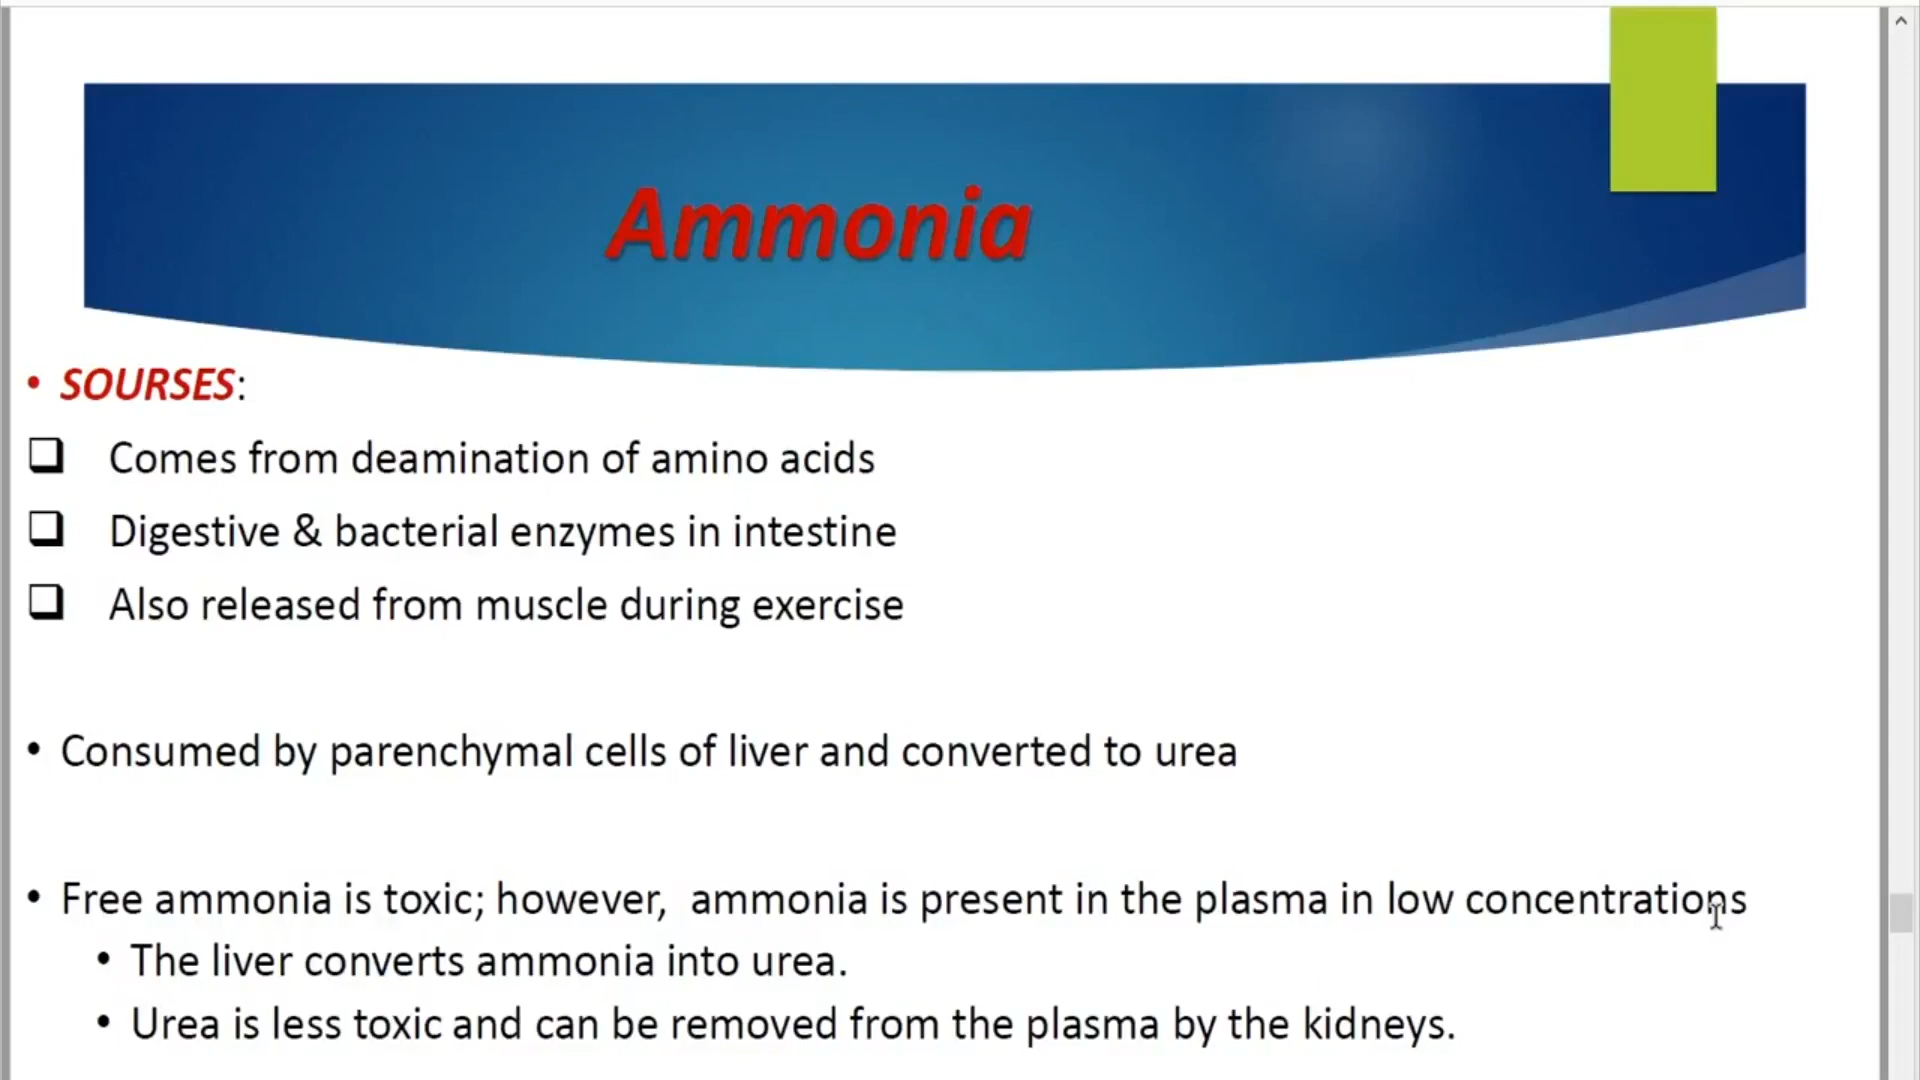 Ammonia
• SOURSES:
❑ Comes from deamination of amino acids
❑ Digestive & bacterial enzymes in intestine
❑ Also released from muscle during exercise
• Consumed by parenchymal cells of liver and converted to urea
• Free ammonia is toxic; however, ammonia is present in the plasma in low concentrations
• The liver converts ammonia into urea.
• Urea is less toxic and can be removed from the plasma by the kidneys.